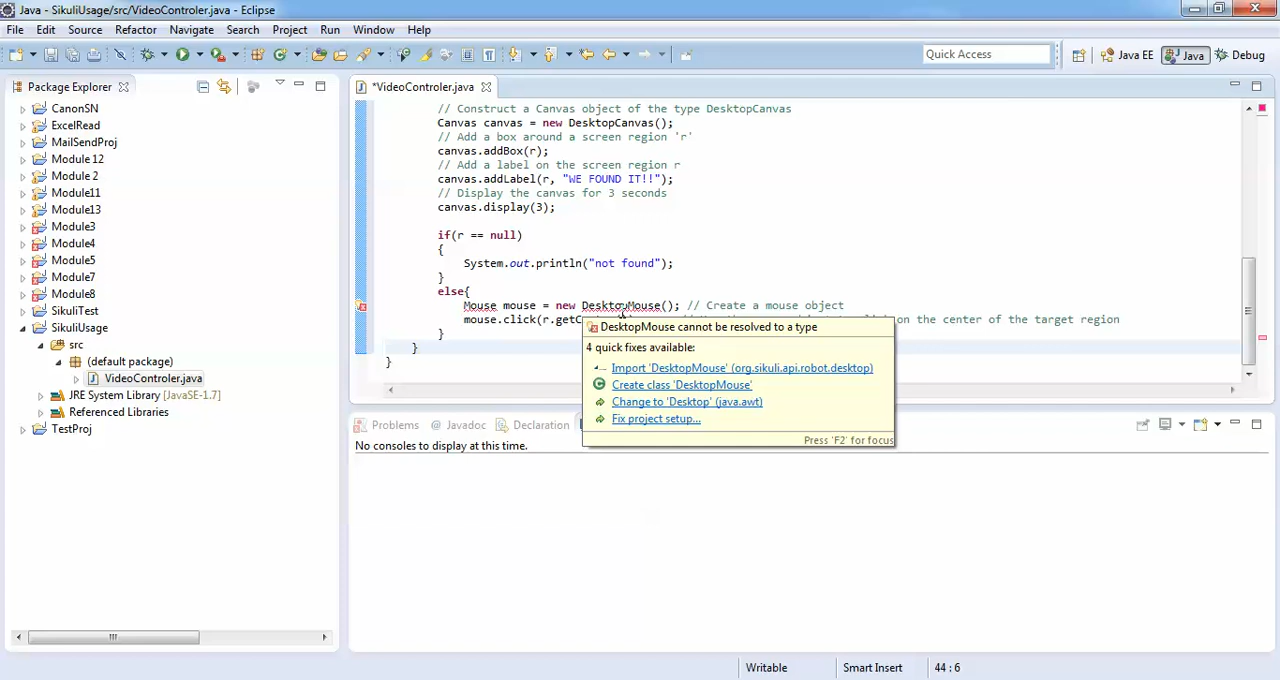 Java - SikuliUsage/src/VideoControler.java - Eclipse
File Edit Source Refactor Navigate Search Project Run Window Help
Quick Access
Java EE
Java
Debug
Package Explorer
CanonSN
ExcelRead
MailSendProj
Module 12
Module 2
Module11
Module13
Module3
Module4
Module5
Module7
Module8
SikuliTest
SikuliUsage
src
(default package)
VideoControler.java
JRE System Library [JavaSE-1.7]
Referenced Libraries
TestProj
*VideoControler.java
// Construct a Canvas object of the type DesktopCanvas
Canvas canvas = new DesktopCanvas();
// Add a box around a screen region 'r'
canvas.addBox(r);
// Add a label on the screen region r
canvas.addLabel(r, "WE FOUND IT!!");
// Display the canvas for 3 seconds
canvas.display(3);
if(r == null)
{
System.out.println("not found");
}
else{
Mouse mouse = new DesktopMouse(); // Create a mouse object
mouse.click(r.getC on the center of the target region
}
}
}
DesktopMouse cannot be resolved to a type
4 quick fixes available:
Import 'DesktopMouse' (org.sikuli.api.robot.desktop)
Create class 'DesktopMouse'
Change to 'Desktop' (java.awt)
Fix project setup...
Press 'F2' for focus
Problems @ Javadoc Declaration
No consoles to display at this time.
Writable
Smart Insert
44 : 6